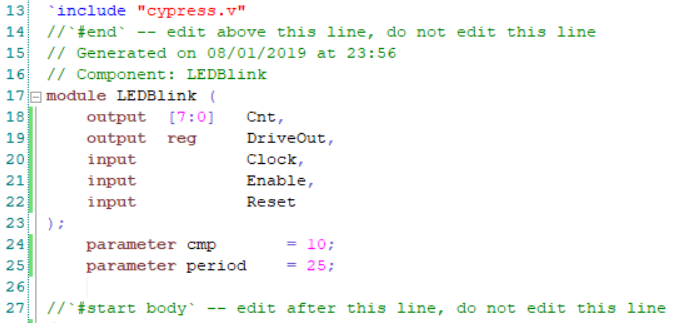 13 `include "cypress.v"
14 //`#end` -- edit above this line, do not edit this line
15 // Generated on 08/01/2019 at 23:56
16 // Component: LEDBlink
17 module LEDBlink (
18     output  [7:0]   Cnt,
19     output  reg     DriveOut,
20     input           Clock,
21     input           Enable,
22     input           Reset
23 );
24     parameter cmp       = 10;
25     parameter period    = 25;
26
27 //`#start body` -- edit after this line, do not edit this line